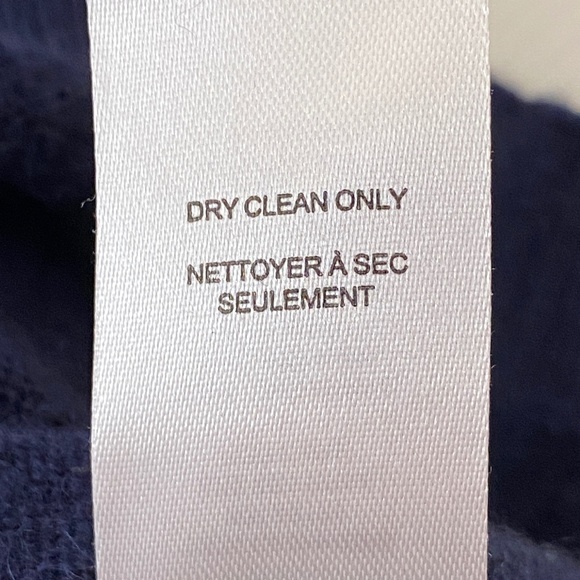 DRY CLEAN ONLY
NETTOYER À SEC
SEULEMENT